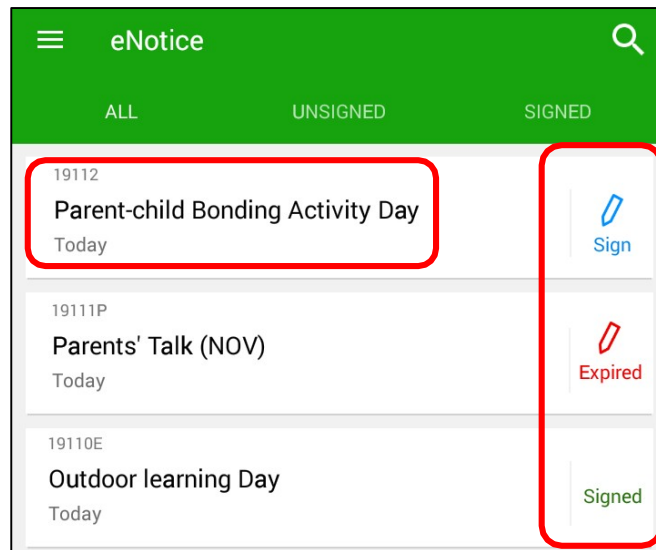 eNotice
ALL UNSIGNED SIGNED
19112
Parent-child Bonding Activity Day
Today
Sign
19111P
Parents' Talk (NOV)
Today
Expired
19110E
Outdoor learning Day
Today
Signed